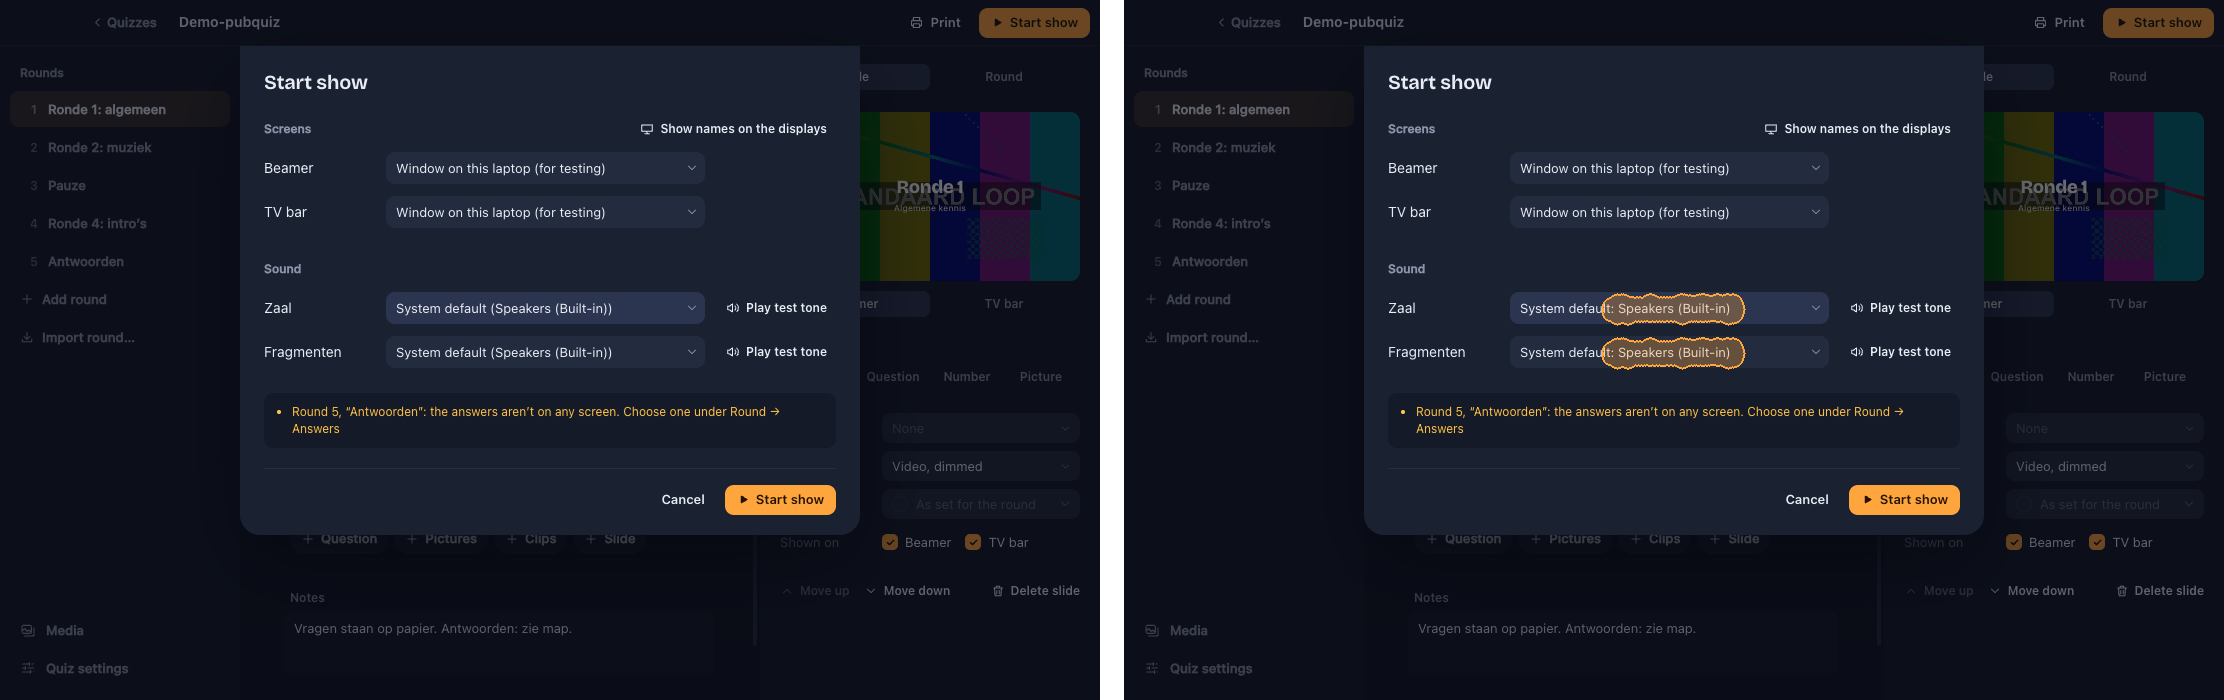 Quizzes
Demo-pubquiz
Print
Start show
Rounds
1 Ronde 1: algemeen
2 Ronde 2: muziek
3 Pauze
4 Ronde 4: intro's
5 Antwoorden
Add round
Import round...
Start show
Screens
Show names on the displays
Beamer
Window on this laptop (for testing)
TV bar
Window on this laptop (for testing)
Sound
Zaal
System default (Speakers (Built-in))
Play test tone
Fragmenten
System default (Speakers (Built-in))
Play test tone
• Round 5, “Antwoorden”: the answers aren’t on any screen. Choose one under Round →
Answers
Cancel
Start show
Round
Ronde 1
Algemene kennis
LOOP
TV bar
Question
Number
Picture
None
Video, dimmed
As set for the round
Shown on
Beamer
TV bar
Move up
Move down
Delete slide
+ Question
+ Pictures
+ Clips
+ Slide
Notes
Vragen staan op papier. Antwoorden: zie map.
Media
Quiz settings
Quizzes
Demo-pubquiz
Print
Start show
Rounds
1 Ronde 1: algemeen
2 Ronde 2: muziek
3 Pauze
4 Ronde 4: intro's
5 Antwoorden
Add round
Import round...
Start show
Screens
Show names on the displays
Beamer
Window on this laptop (for testing)
TV bar
Window on this laptop (for testing)
Sound
Zaal
System default: Speakers (Built-in)
Play test tone
Fragmenten
System default: Speakers (Built-in)
Play test tone
• Round 5, “Antwoorden”: the answers aren’t on any screen. Choose one under Round →
Answers
Cancel
Start show
Round
Ronde 1
Algemene kennis
LOOP
TV bar
Question
Number
Picture
None
Video, dimmed
As set for the round
Shown on
Beamer
TV bar
Move up
Move down
Delete slide
+ Question
+ Pictures
+ Clips
+ Slide
Notes
Vragen staan op papier. Antwoorden: zie map.
Media
Quiz settings